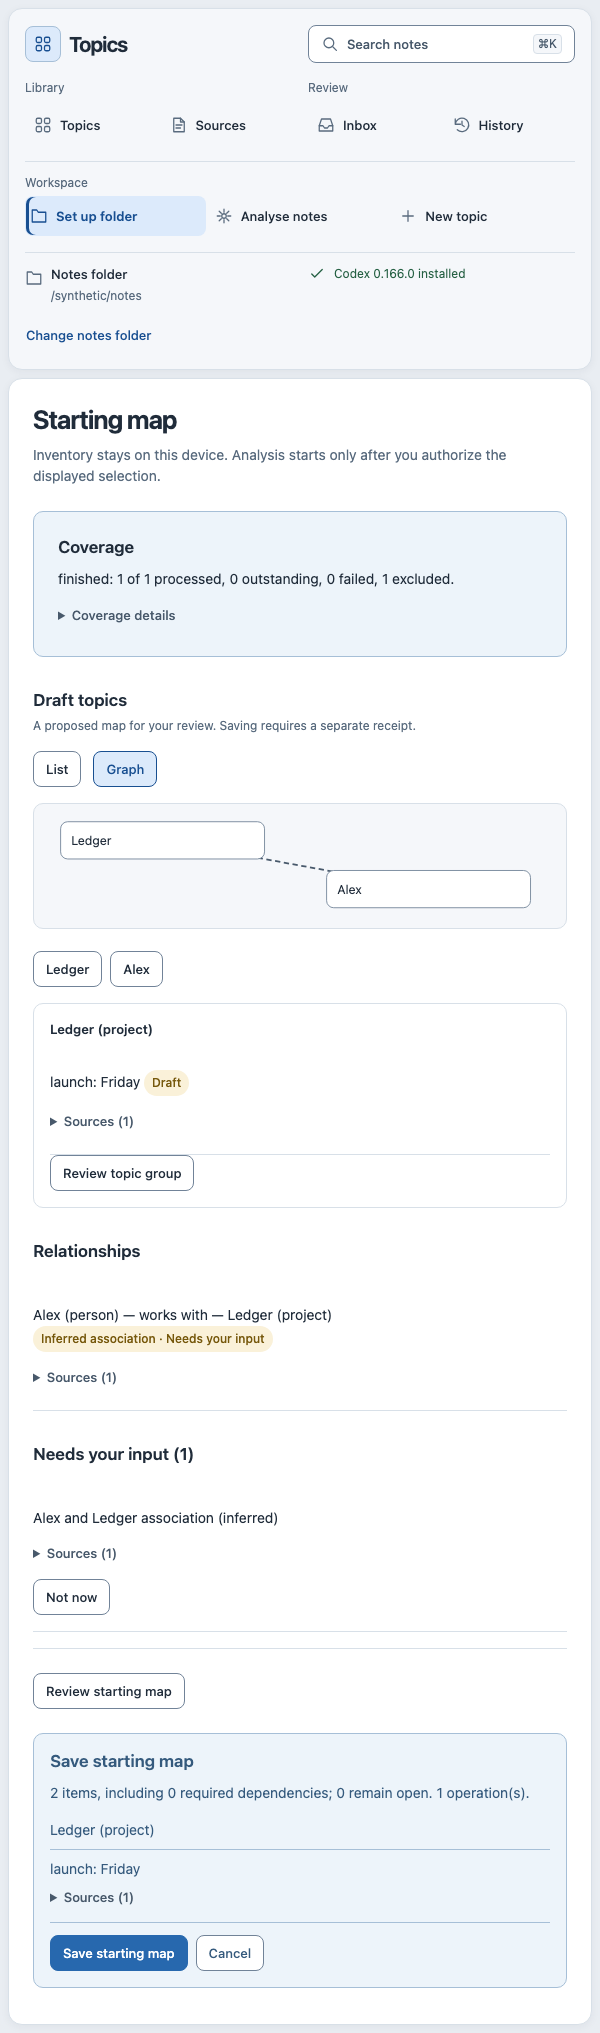 Topics
Search notes
⌘K
Library
Review
Topics
Sources
Inbox
History
Workspace
Set up folder
Analyse notes
New topic
Notes folder
/synthetic/notes
Codex 0.166.0 installed
Change notes folder
Starting map
Inventory stays on this device. Analysis starts only after you authorize the
displayed selection.
Coverage
finished: 1 of 1 processed, 0 outstanding, 0 failed, 1 excluded.
Coverage details
Draft topics
A proposed map for your review. Saving requires a separate receipt.
List
Graph
Ledger
Alex
Ledger
Alex
Ledger (project)
launch: Friday Draft
Sources (1)
Review topic group
Relationships
Alex (person) — works with — Ledger (project)
Inferred association · Needs your input
Sources (1)
Needs your input (1)
Alex and Ledger association (inferred)
Sources (1)
Not now
Review starting map
Save starting map
2 items, including 0 required dependencies; 0 remain open. 1 operation(s).
Ledger (project)
launch: Friday
Sources (1)
Save starting map
Cancel